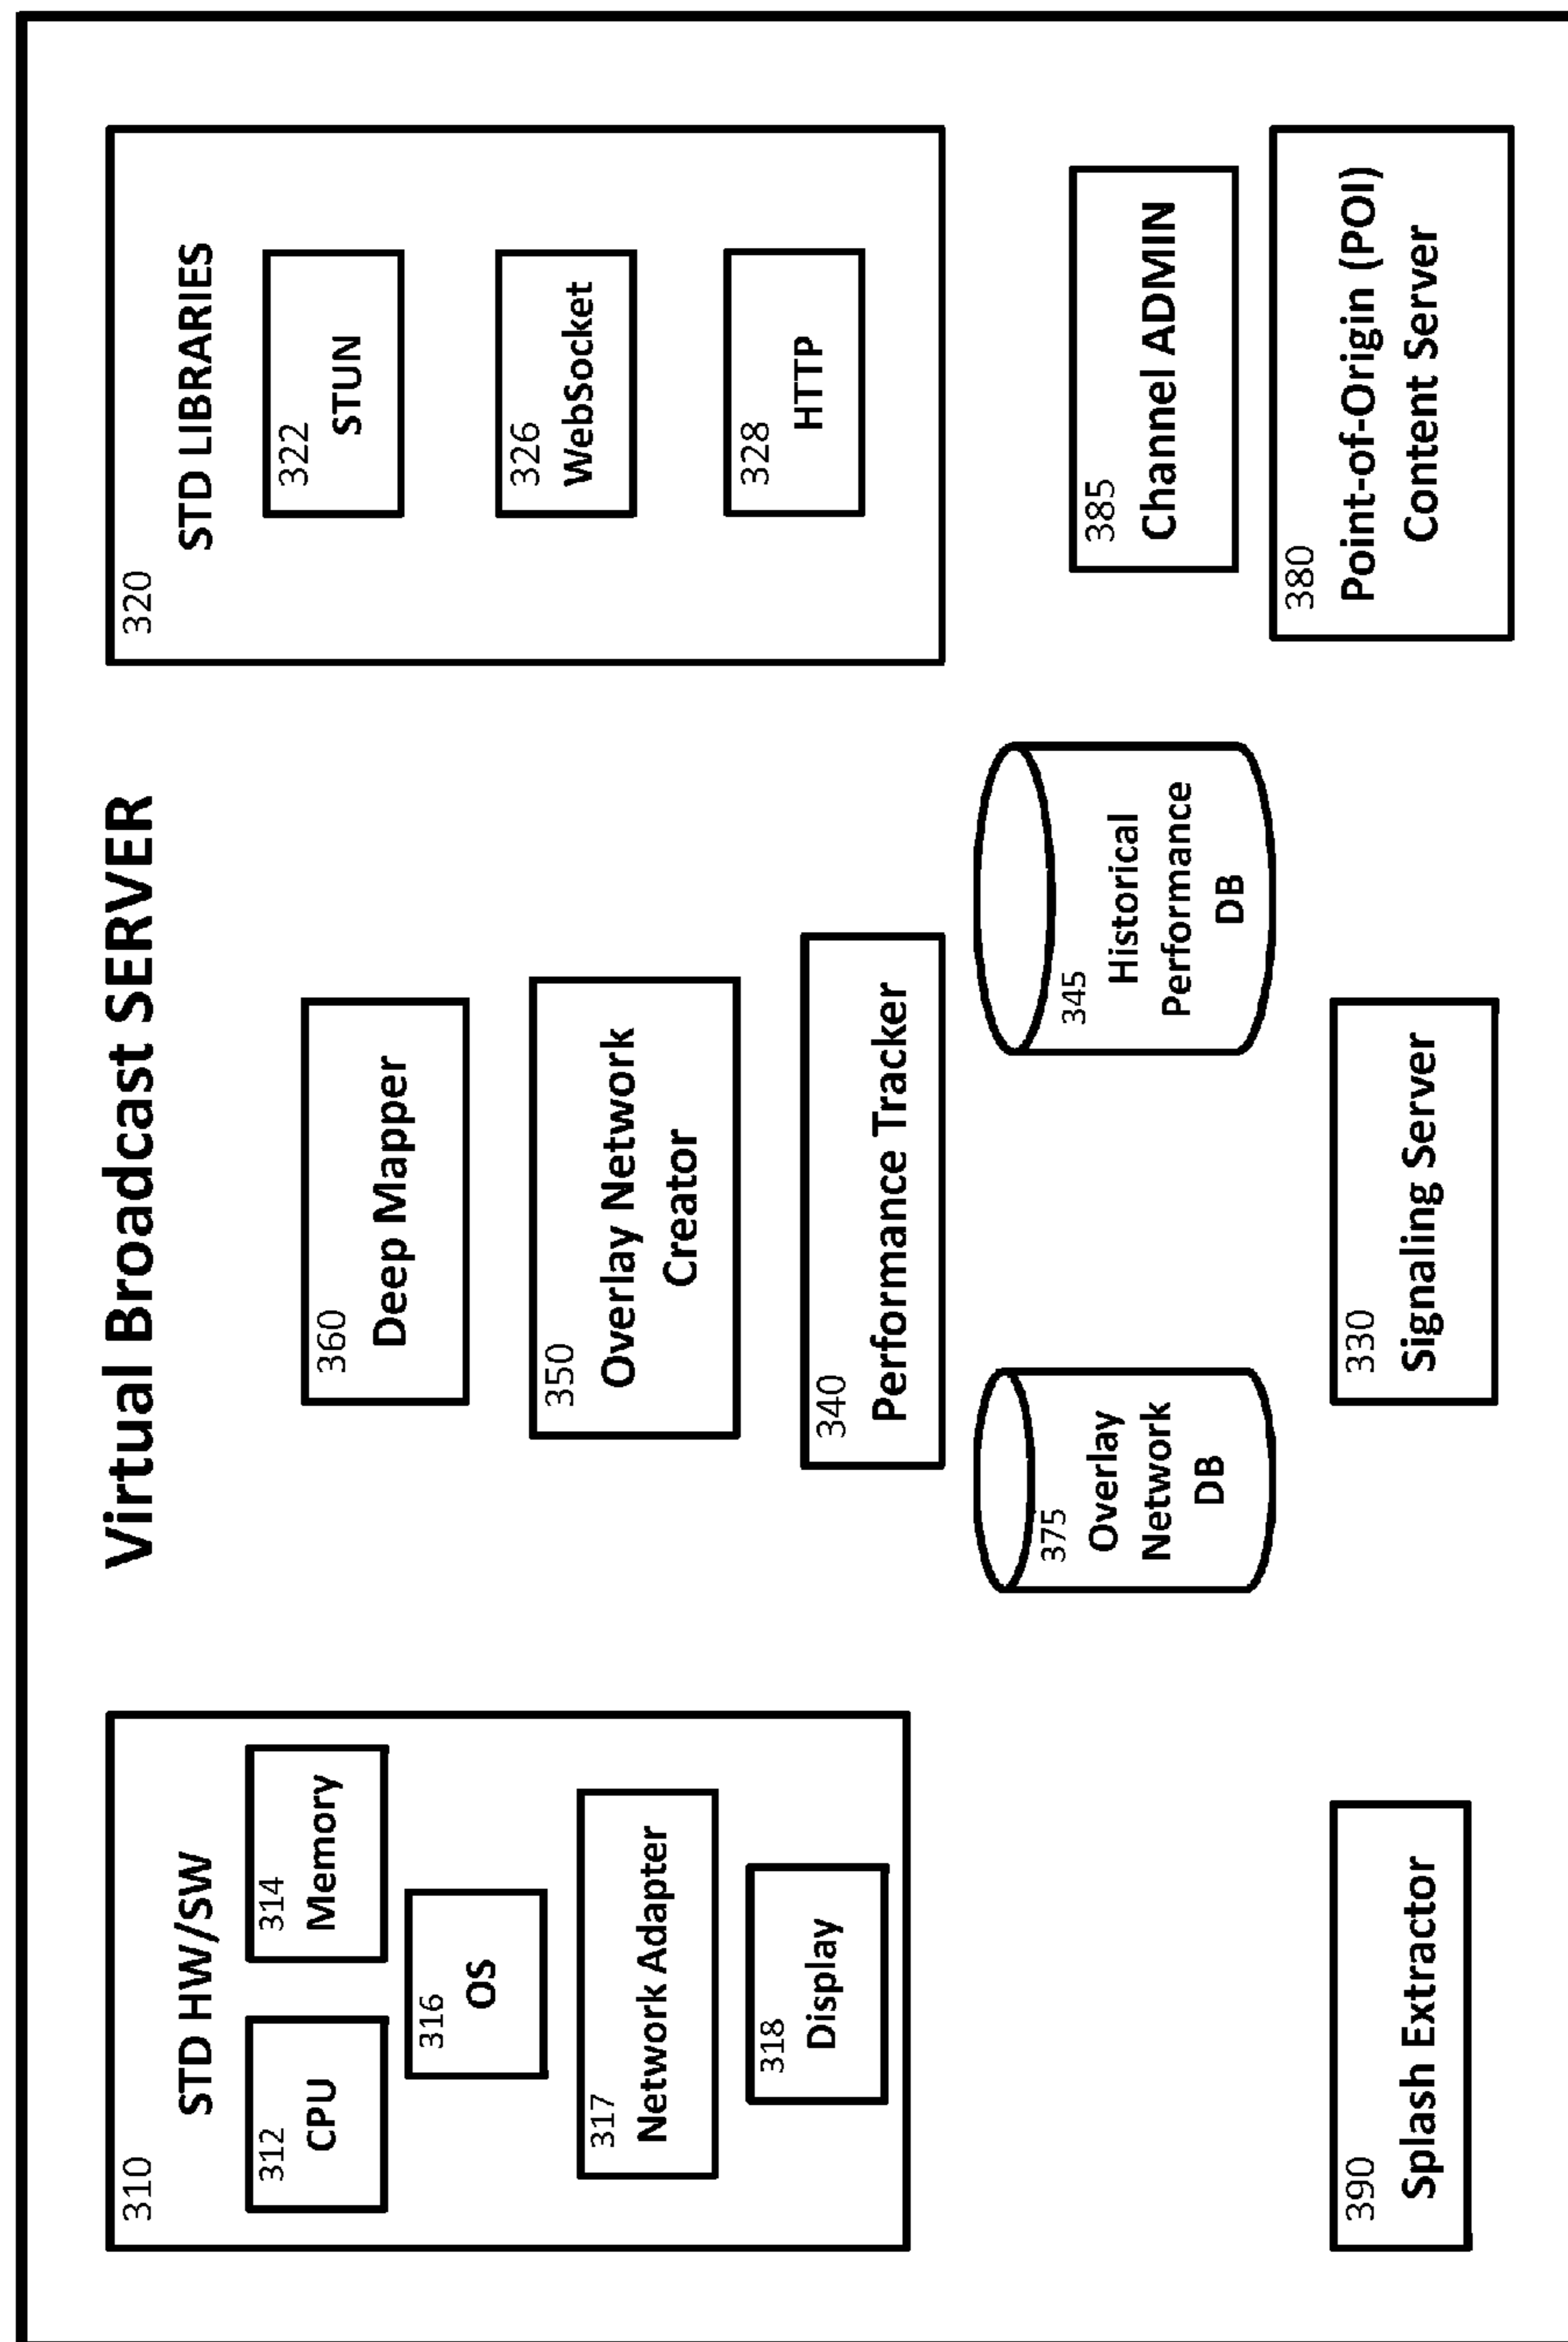 Virtual Broadcast SERVER
310
STD HW/SW
312
CPU
314
Memory
316
OS
317
Network Adapter
318
Display
360
Deep Mapper
350
Overlay Network
Creator
340
Performance Tracker
375
Overlay
Network
DB
345
Historical
Performance
DB
320
STD LIBRARIES
322
STUN
326
WebSocket
328
HTTP
385
Channel ADMIN
380
Point-of-Origin (POI)
Content Server
390
Splash Extractor
330
Signaling Server